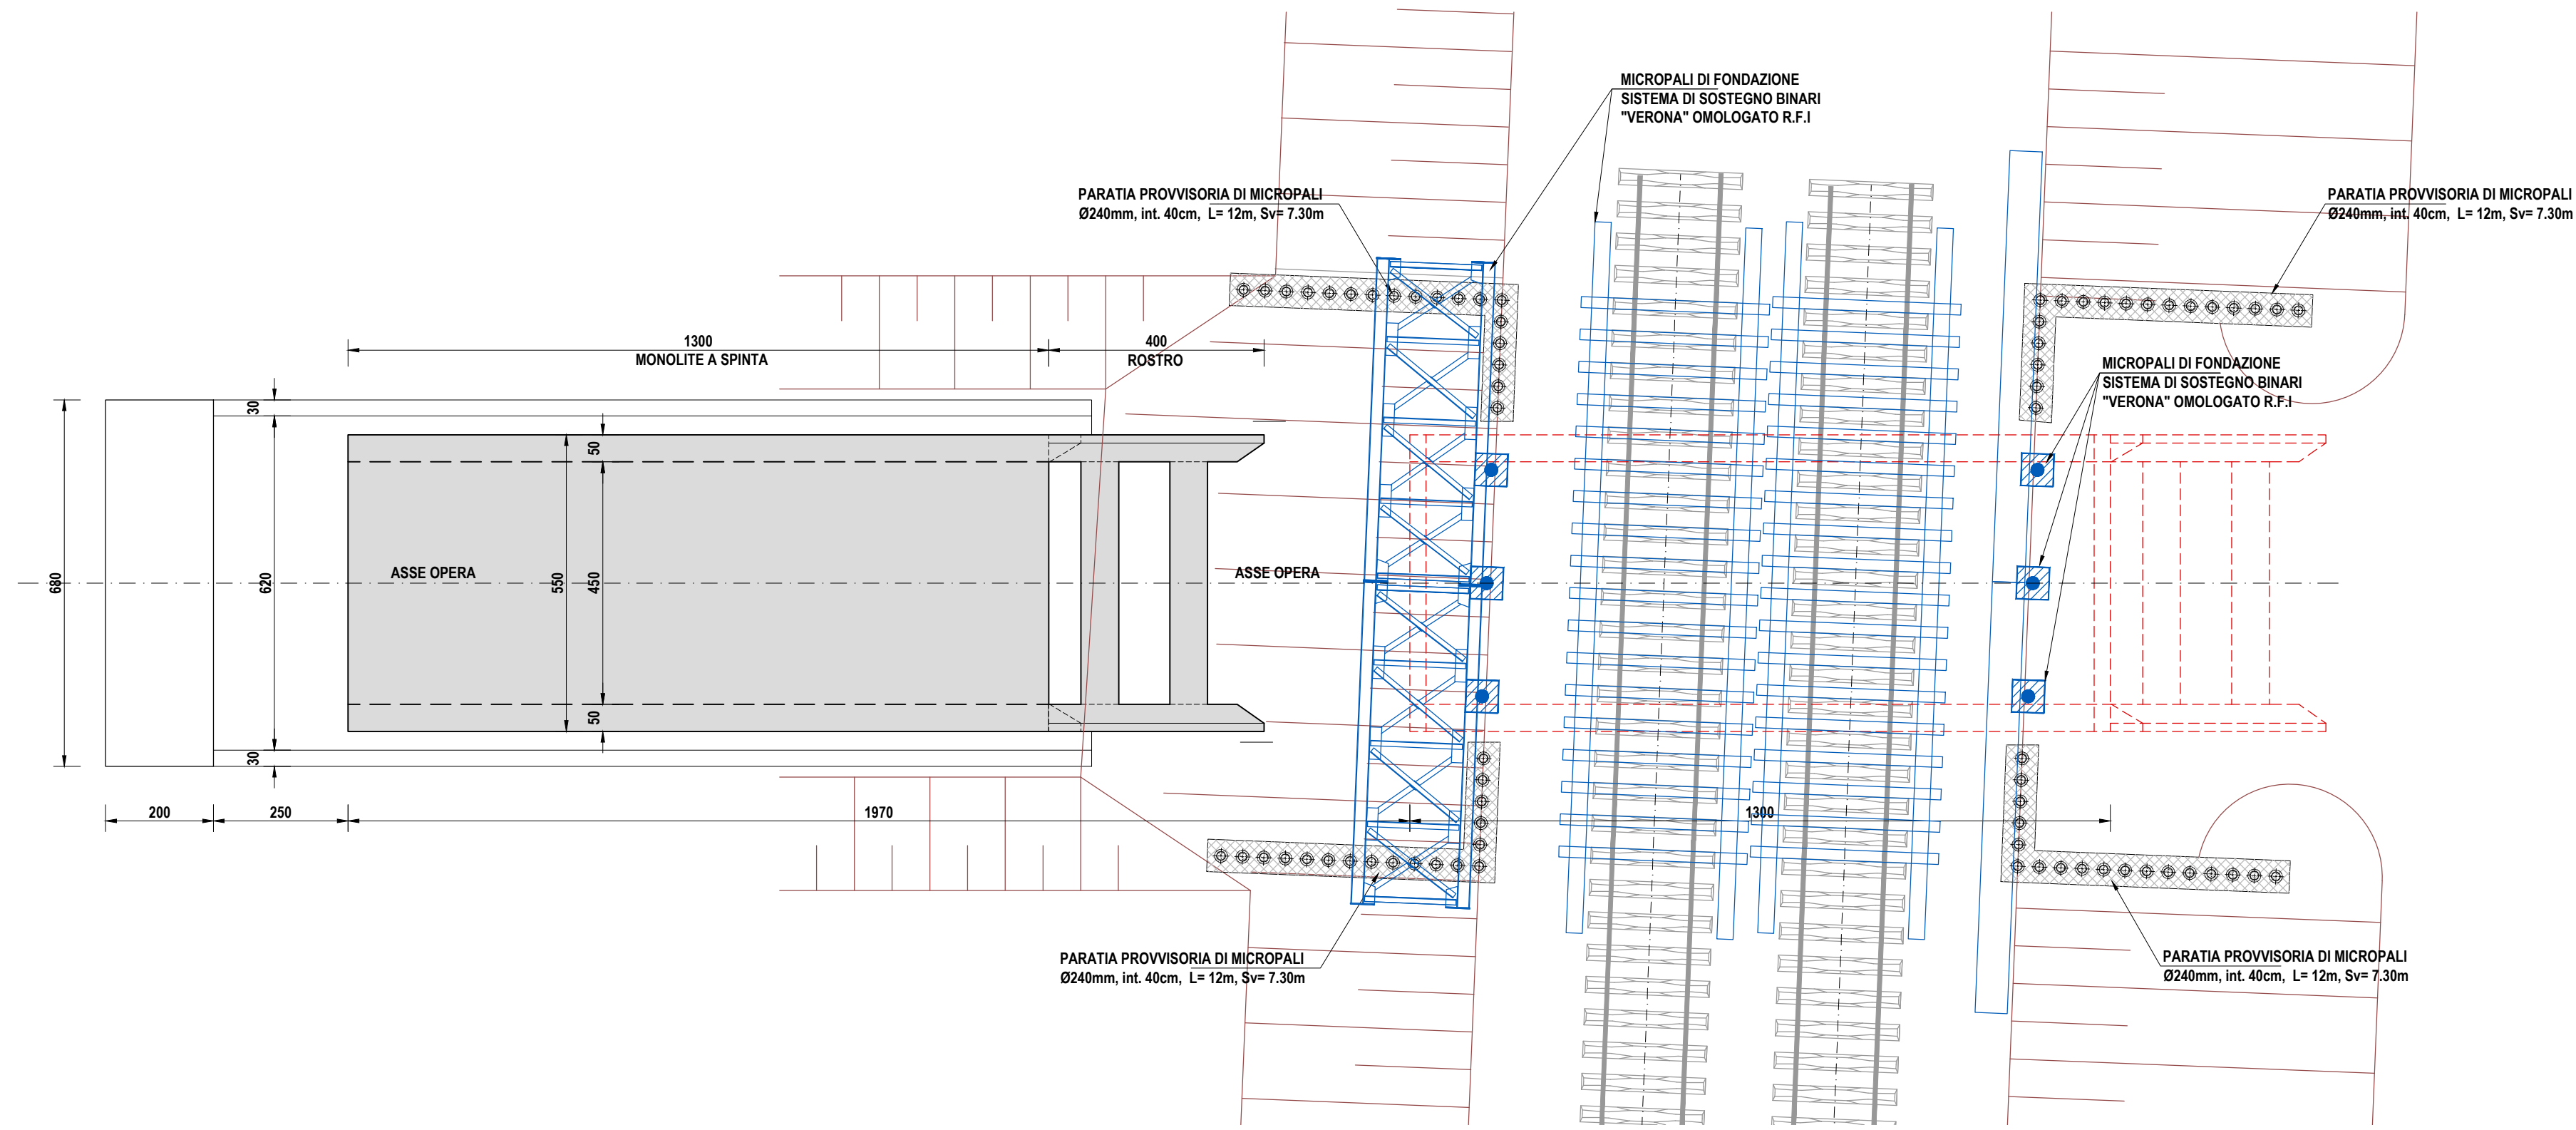 MICROPALI DI FONDAZIONE
SISTEMA DI SOSTEGNO BINARI
"VERONA" OMOLOGATO R.F.I
PARATIA PROVVISORIA DI MICROPALI
Ø240mm, int. 40cm, L= 12m, Sv= 7.30m
PARATIA PROVVISORIA DI MICROPALI
Ø240mm, int. 40cm, L= 12m, Sv= 7.30m
1300
MONOLITE A SPINTA
400
ROSTRO
MICROPALI DI FONDAZIONE
SISTEMA DI SOSTEGNO BINARI
"VERONA" OMOLOGATO R.F.I
30
50
680
620
ASSE OPERA
550
450
ASSE OPERA
50
30
200
250
1970
1300
PARATIA PROVVISORIA DI MICROPALI
Ø240mm, int. 40cm, L= 12m, Sv= 7.30m
PARATIA PROVVISORIA DI MICROPALI
Ø240mm, int. 40cm, L= 12m, Sv= 7.30m